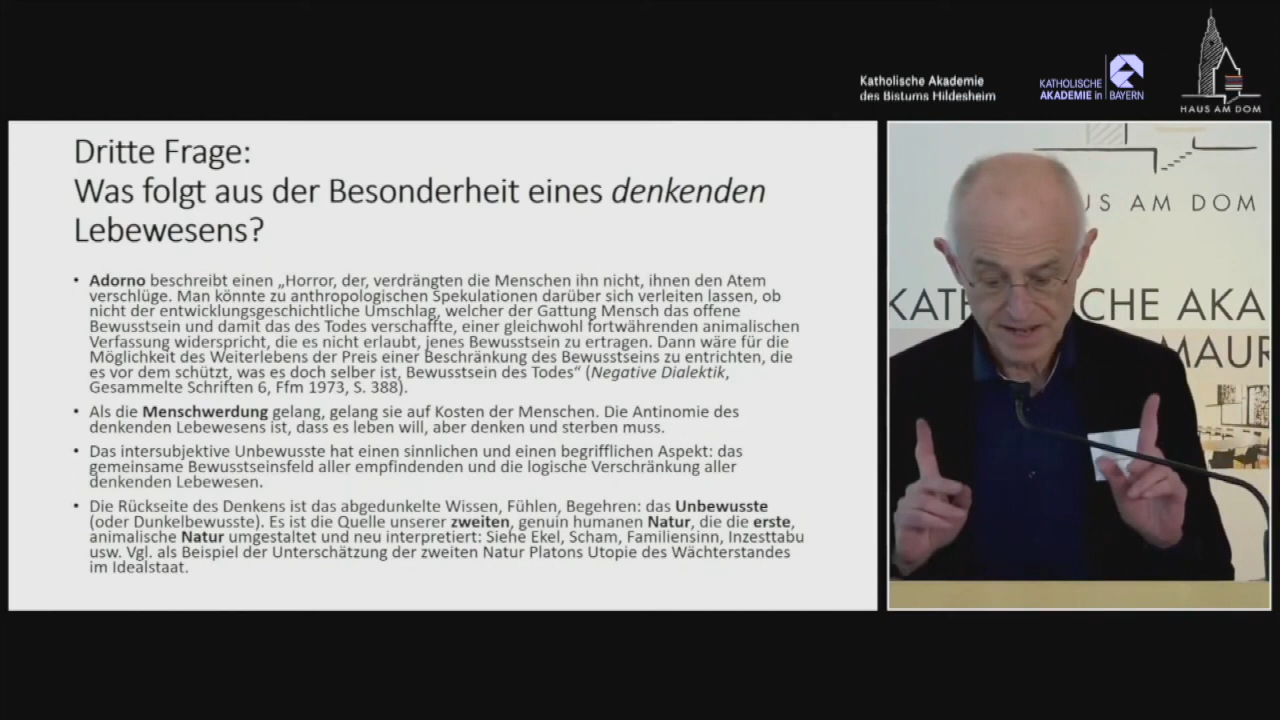 Katholische Akademie
des Bistums Hildesheim
KATHOLISCHE
AKADEMIE in BAYERN
HAUS AM DOM
Dritte Frage:
Was folgt aus der Besonderheit eines denkenden
Lebewesens?
• Adorno beschreibt einen „Horror, der, verdrängten die Menschen ihn nicht, ihnen den Atem
verschlüge. Man könnte zu anthropologischen Spekulationen darüber sich verleiten lassen, ob
nicht der entwicklungsgeschichtliche Umschlag, welcher der Gattung Mensch das offene
Bewusstsein und damit das des Todes verschaffte, einer gleichwohl fortwährenden animalischen
Verfassung widerspricht, die es nicht erlaubt, jenes Bewusstsein zu ertragen. Dann wäre für die
Möglichkeit des Weiterlebens der Preis einer Beschränkung des Bewusstseins zu entrichten, die
es vor dem schützt, was es doch selber ist, Bewusstsein des Todes“ (Negative Dialektik,
Gesammelte Schriften 6, Ffm 1973, S. 388).
• Als die Menschwerdung gelang, gelang sie auf Kosten der Menschen. Die Antinomie des
denkenden Lebewesens ist, dass es leben will, aber denken und sterben muss.
• Das intersubjektive Unbewusste hat einen sinnlichen und einen begrifflichen Aspekt: das
gemeinsame Bewusstseinsfeld aller empfindenden und die logische Verschränkung aller
denkenden Lebewesen.
• Die Rückseite des Denkens ist das abgedunkelte Wissen, Fühlen, Begehren: das Unbewusste
(oder Dunkelbewusste). Es ist die Quelle unserer zweiten, genuin humanen Natur, die die erste,
animalische Natur umgestaltet und neu interpretiert: Siehe Ekel, Scham, Familiensinn, Inzesttabu
usw. Vgl. als Beispiel der Unterschätzung der zweiten Natur Platons Utopie des Wächterstandes
im Idealstaat.
US AM DOM
KATH SCHE AKA
MAUR